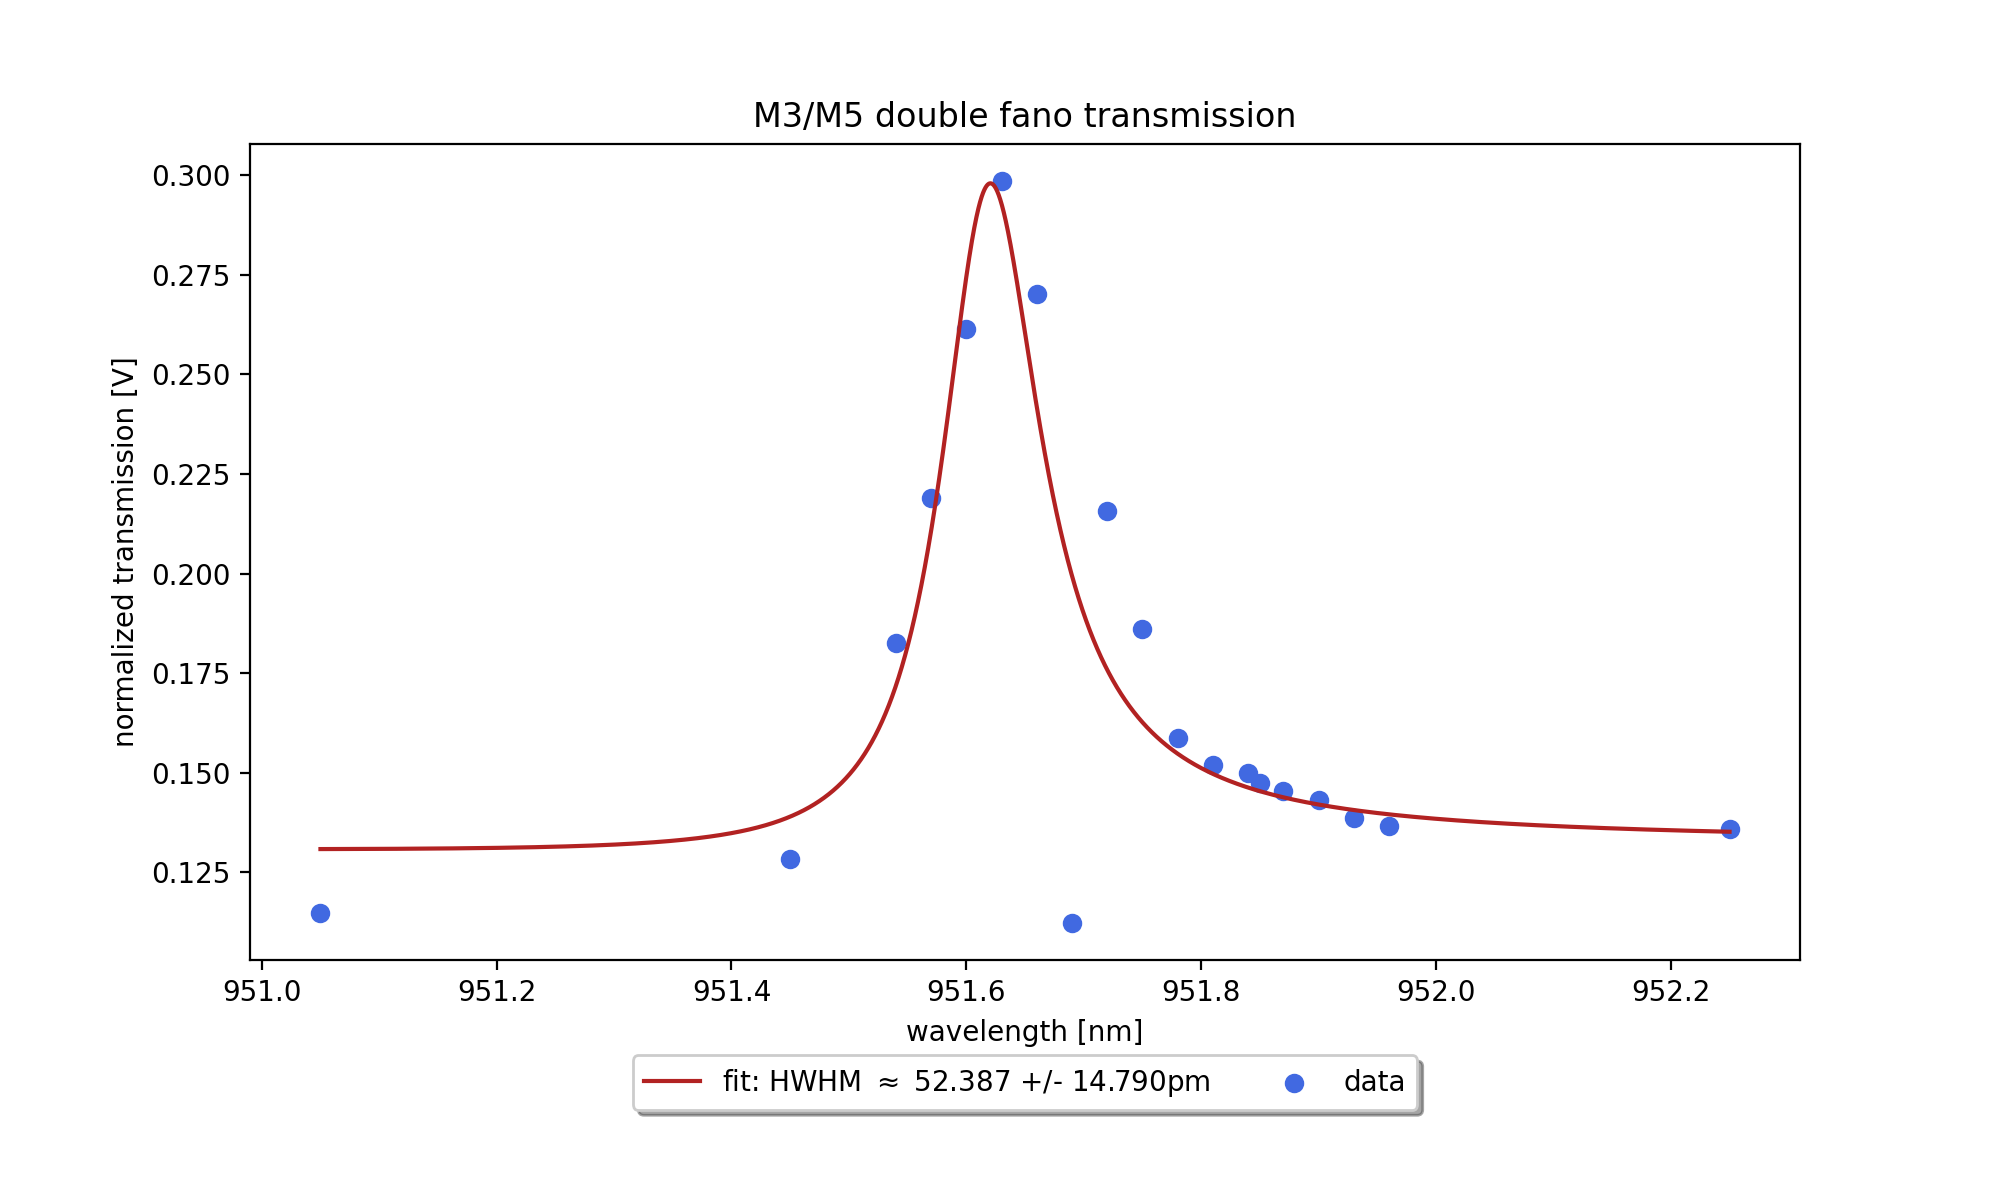 M3/M5 double fano transmission
normalized transmission [V]
0.300
0.275
0.250
0.225
0.200
0.175
0.150
0.125
951.0 951.2 951.4 951.6 951.8 952.0 952.2
wavelength [nm]
fit: HWHM ≈ 52.387 +/- 14.790pm data